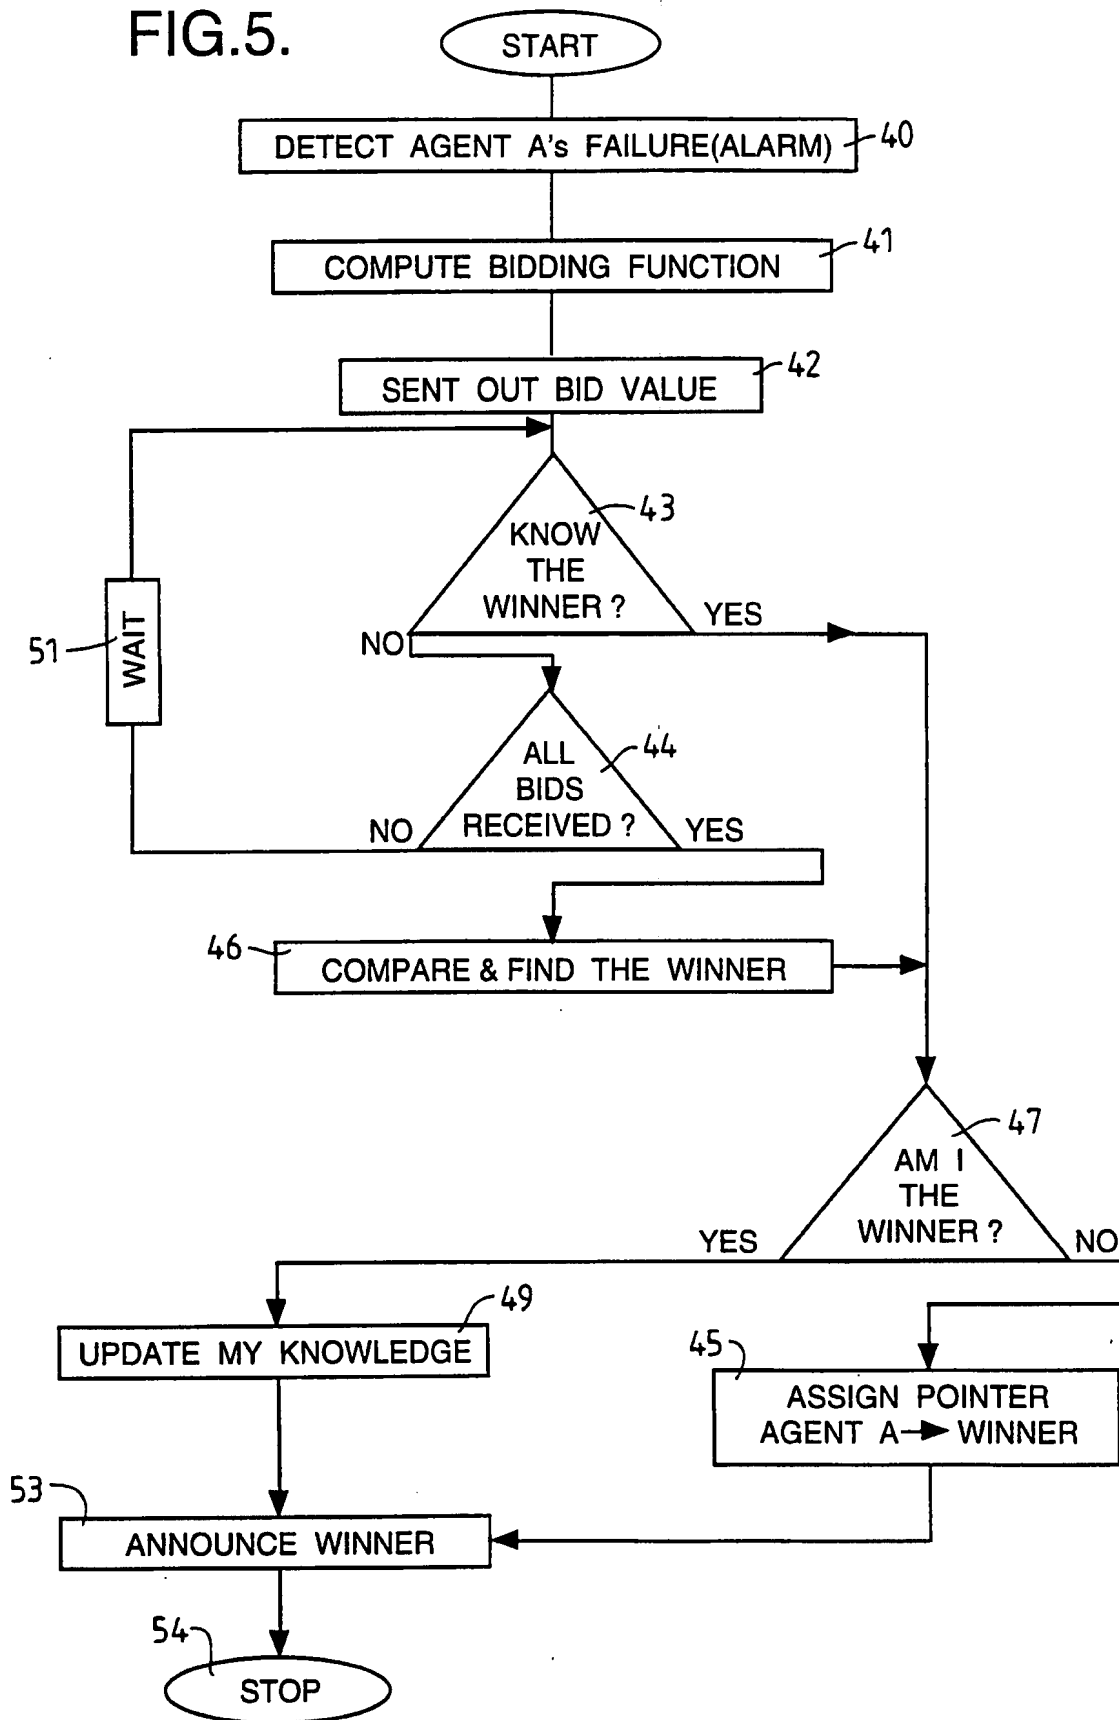 FIG.5.
START
DETECT AGENT A's FAILURE(ALARM)
40
COMPUTE BIDDING FUNCTION
41
SENT OUT BID VALUE
42
KNOW
THE
WINNER ?
43
YES
NO
51
WAIT
ALL
BIDS
RECEIVED ?
44
NO
YES
46
COMPARE & FIND THE WINNER
AM I
THE
WINNER ?
47
YES
NO
49
UPDATE MY KNOWLEDGE
45
ASSIGN POINTER
AGENT A → WINNER
53
ANNOUNCE WINNER
54
STOP